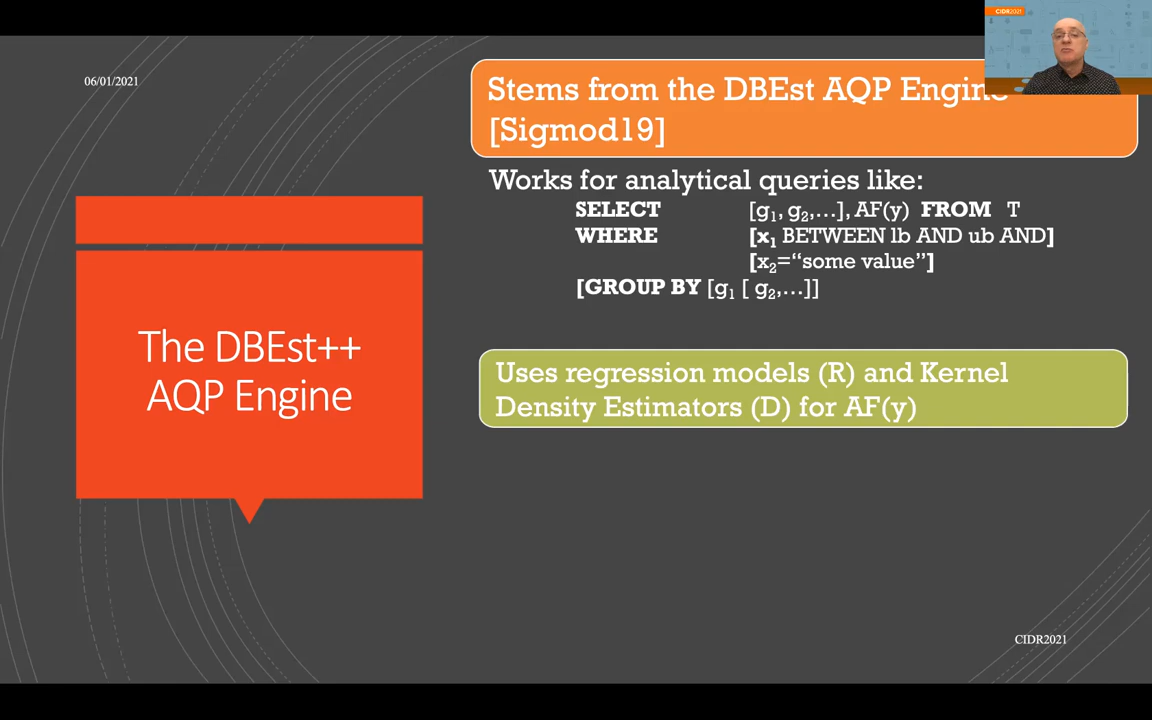 CIDR2021
06/01/2021
The DBEst++
AQP Engine
Stems from the DBEst AQP Engine
[Sigmod19]
Works for analytical queries like:
SELECT [g1, g2,…], AF(y) FROM T
WHERE [x1 BETWEEN lb AND ub AND]
[x2=“some value”]
[GROUP BY [g1 [ g2,…]]
Uses regression models (R) and Kernel
Density Estimators (D) for AF(y)
CIDR2021